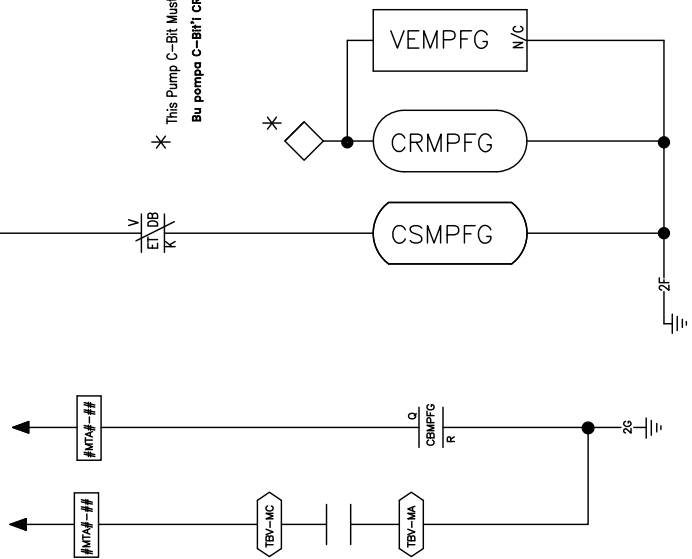 * This Pump C-Bit Must
Bu pompa C-Bit'i CR
VEMPFG
N/C
*
CRMPFG
V
ET DB
K
CSMPFG
2F
#MTA#-##
Q
CBMPFG
R
2G
#MTA#-##
TBV-MC
TBV-MA